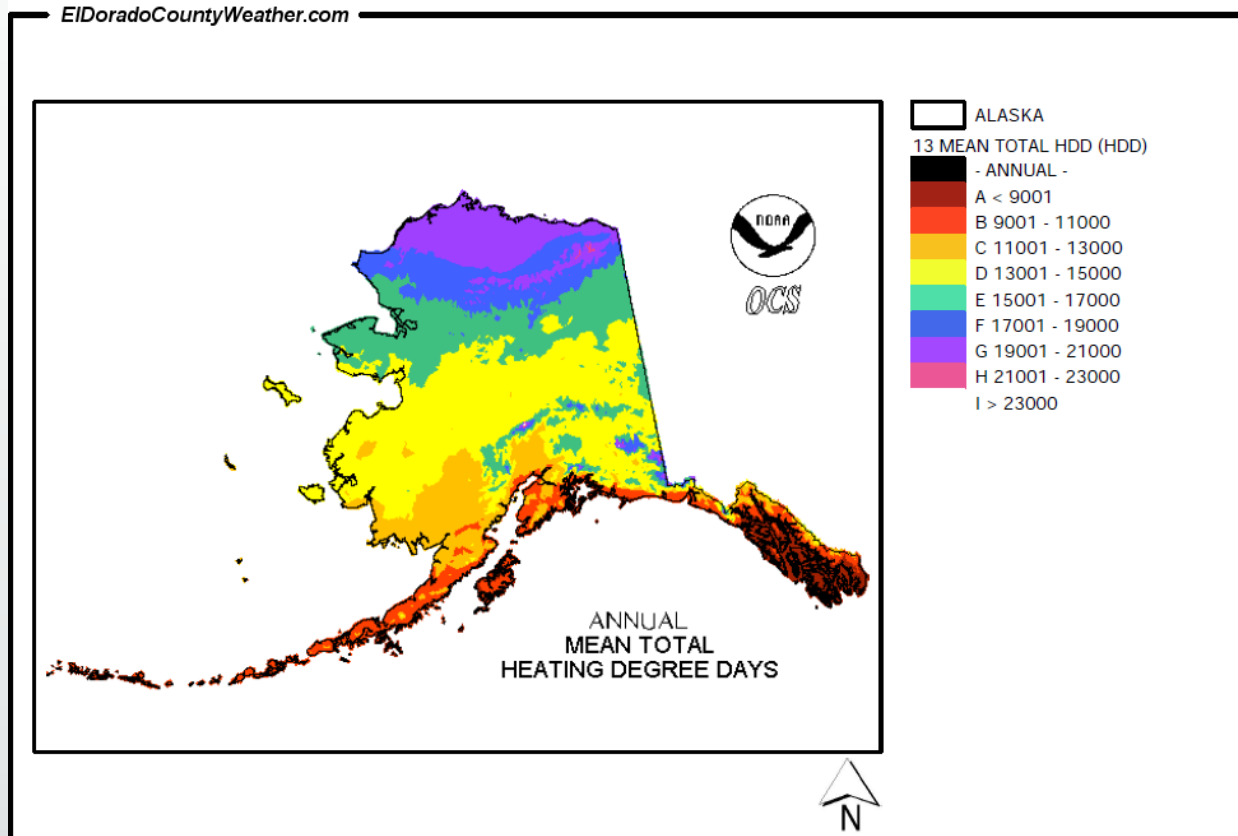 ElDoradoCountyWeather.com
ALASKA
13 MEAN TOTAL HDD (HDD)
- ANNUAL -
A < 9001
B 9001 - 11000
C 11001 - 13000
D 13001 - 15000
E 15001 - 17000
F 17001 - 19000
G 19001 - 21000
H 21001 - 23000
I > 23000
NOAA
OCS
ANNUAL
MEAN TOTAL
HEATING DEGREE DAYS
N